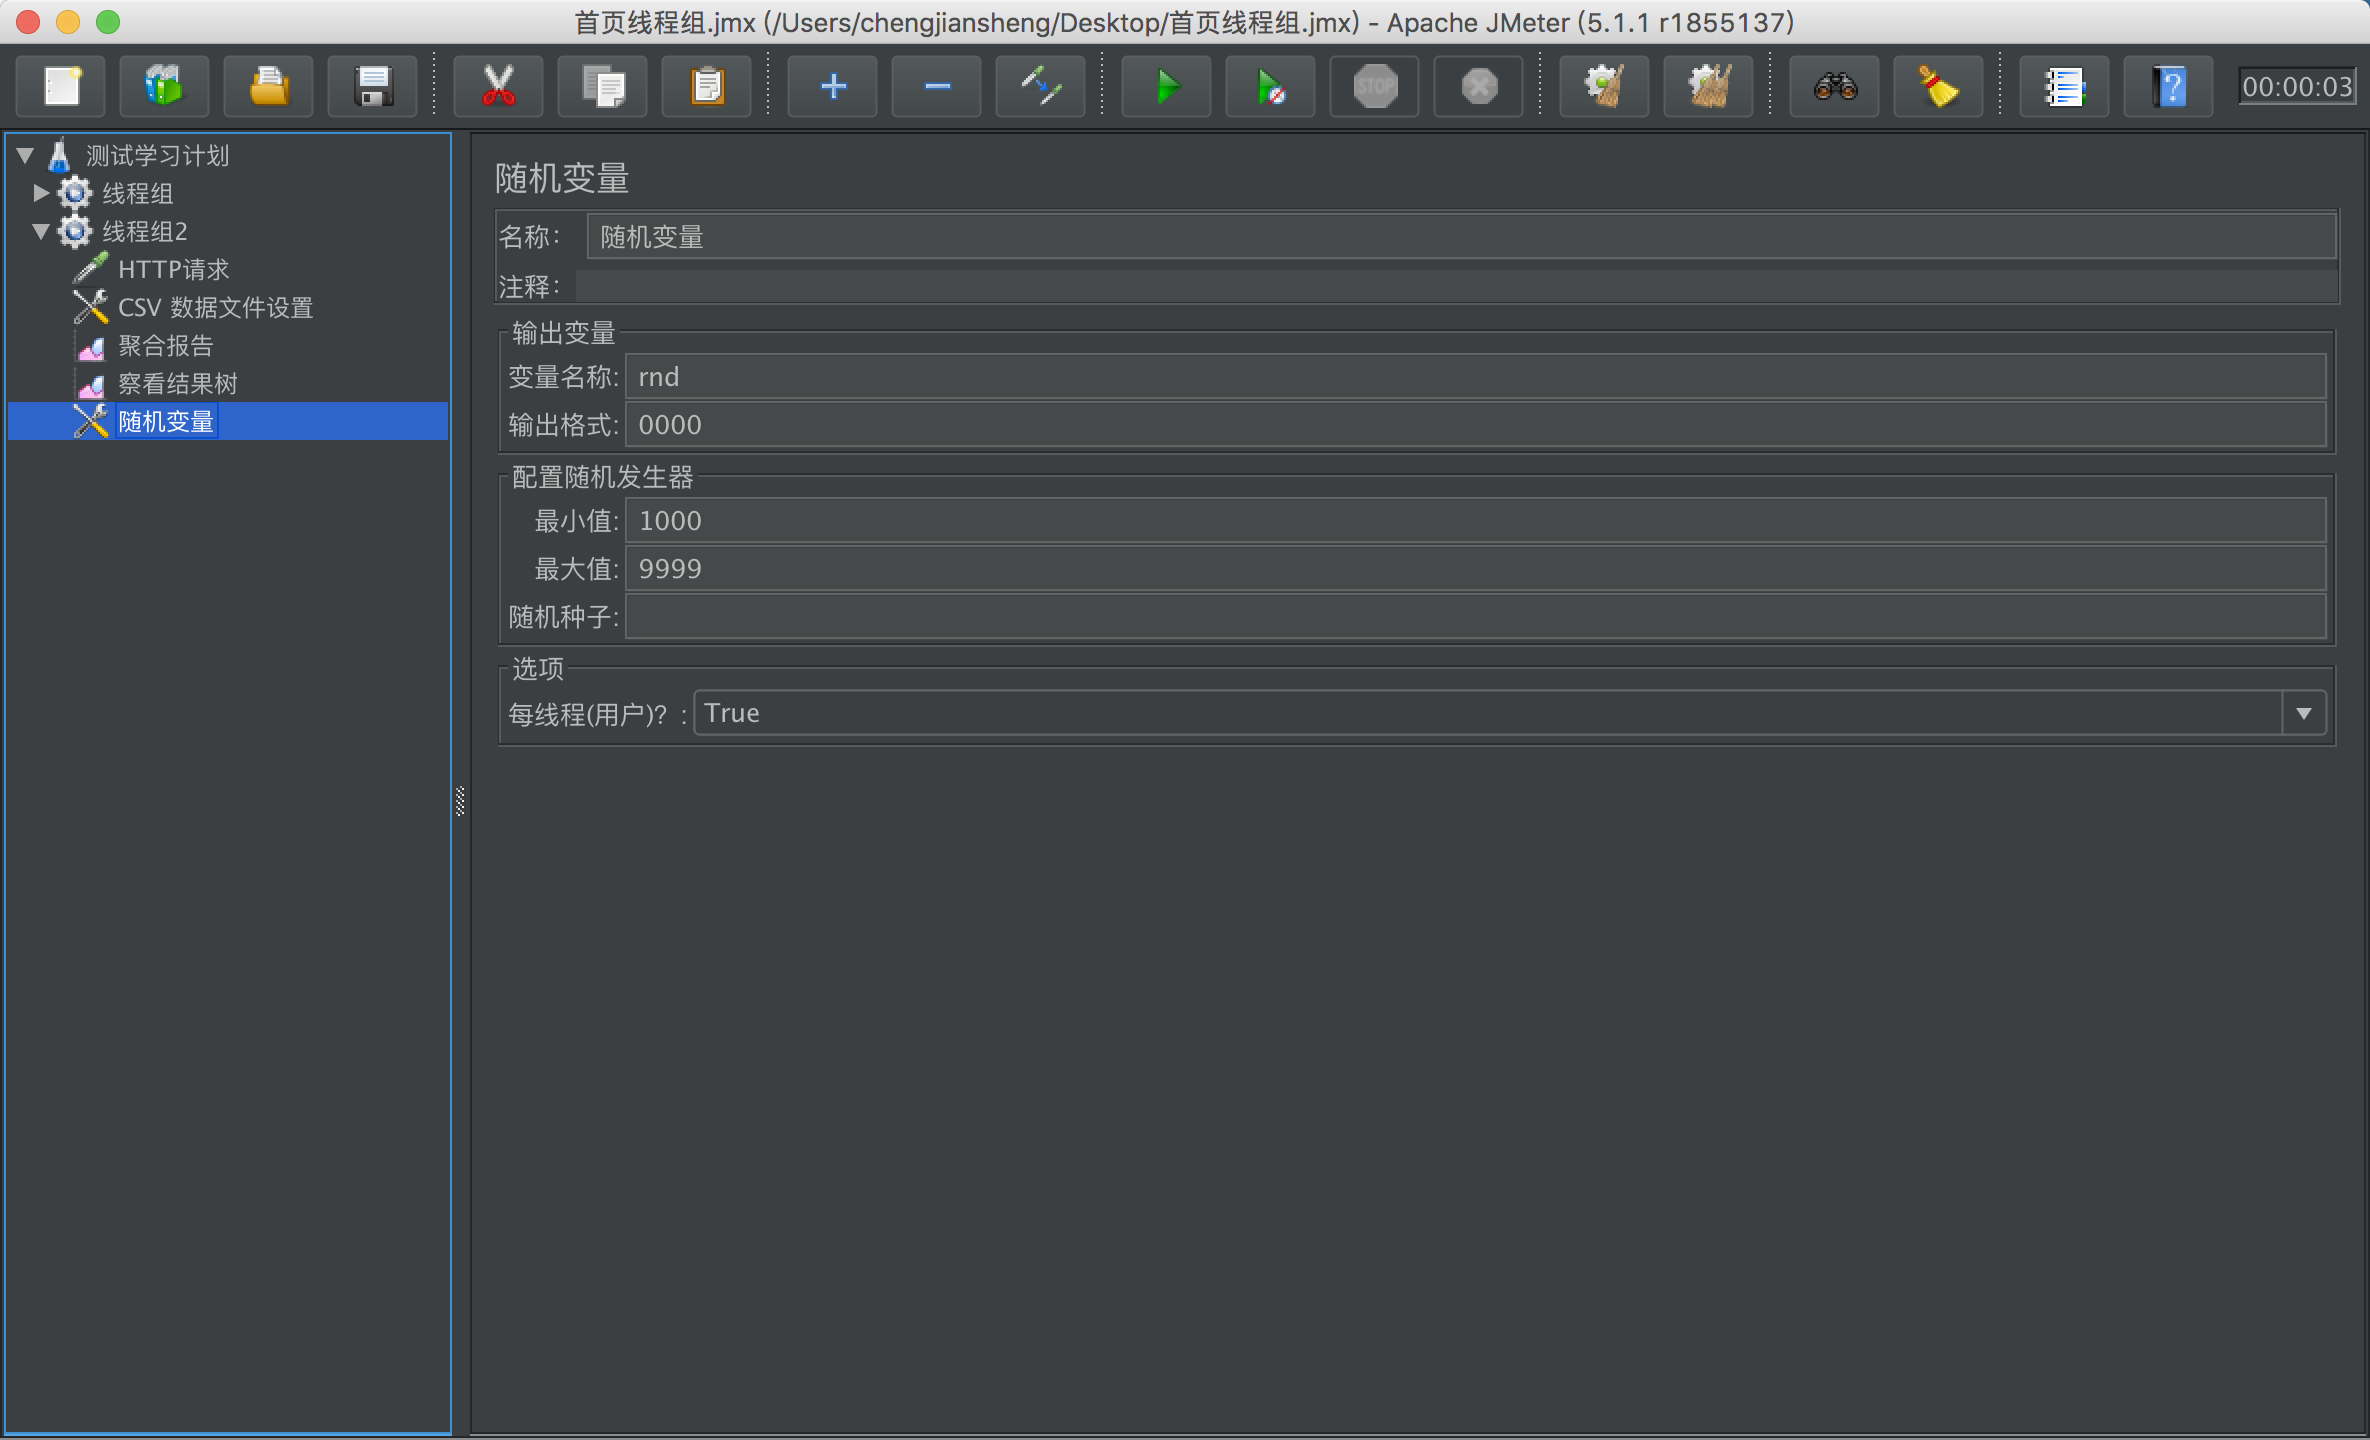 首页线程组.jmx (/Users/chengjiansheng/Desktop/首页线程组.jmx) - Apache JMeter (5.1.1 r1855137)
STOP
00:00:03
测试学习计划
线程组
线程组2
HTTP请求
CSV 数据文件设置
聚合报告
察看结果树
随机变量
随机变量
名称： 随机变量
注释：
输出变量
变量名称: rnd
输出格式: 0000
配置随机发生器
最小值: 1000
最大值: 9999
随机种子:
选项
每线程(用户)？: True